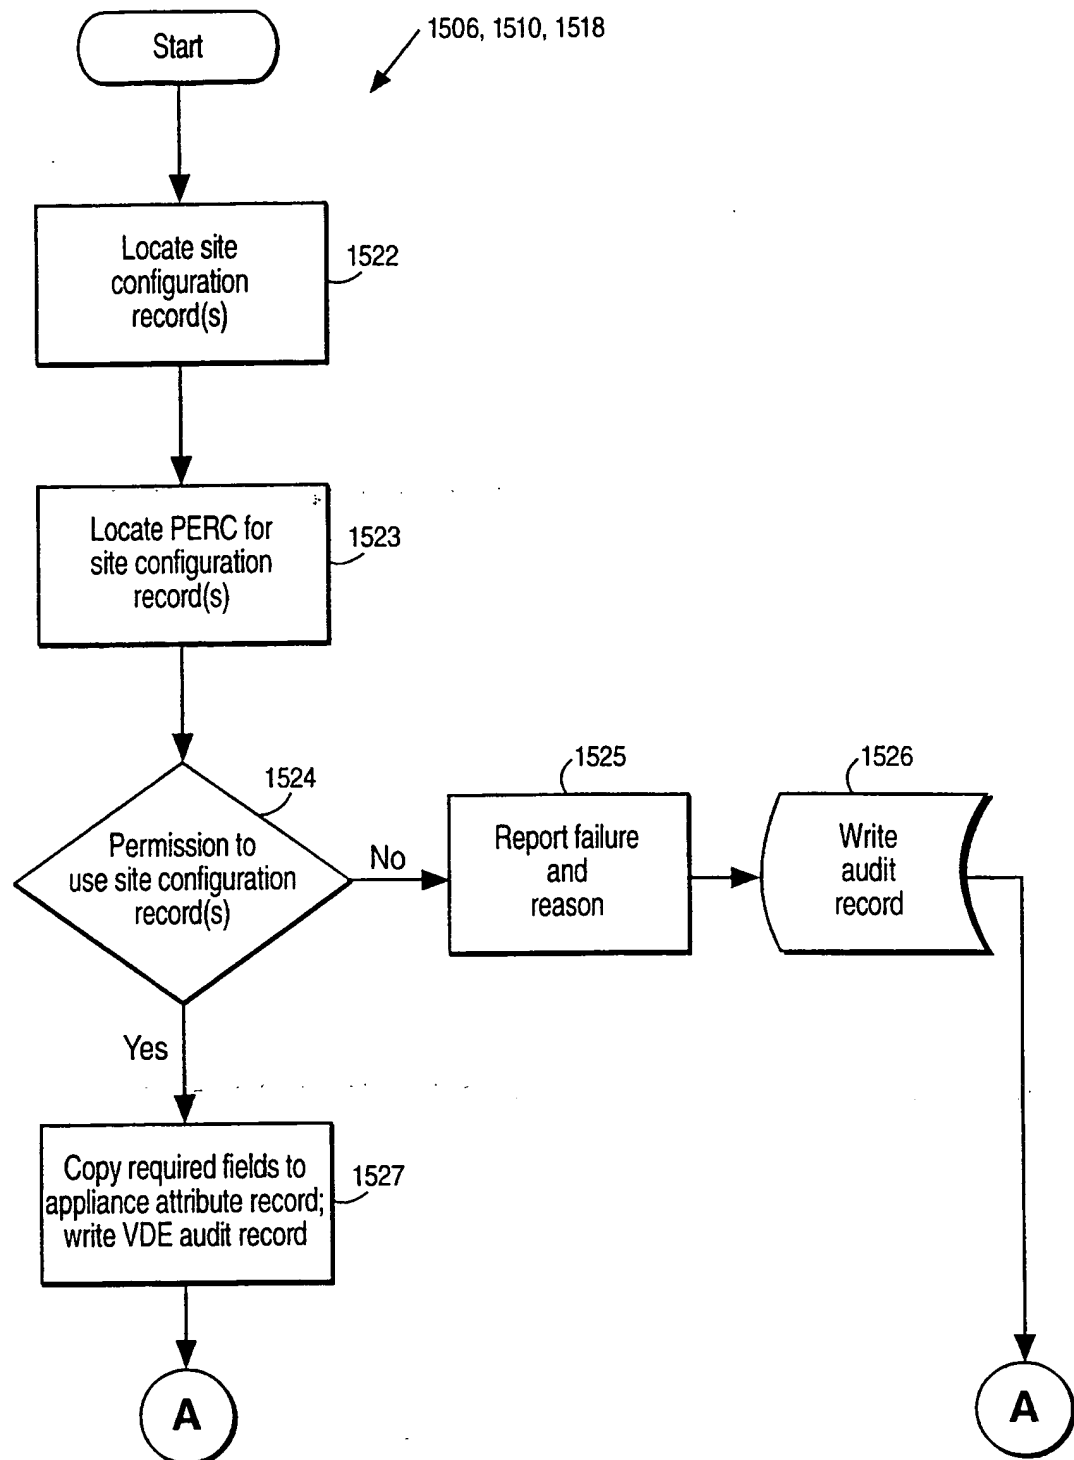 Start
1506, 1510, 1518
Locate site
configuration
record(s)
1522
Locate PERC for
site configuration
record(s)
1523
1524
Permission to
use site configuration
record(s)
No
1525
Report failure
and
reason
1526
Write
audit
record
Yes
Copy required fields to
appliance attribute record;
write VDE audit record
1527
A
A